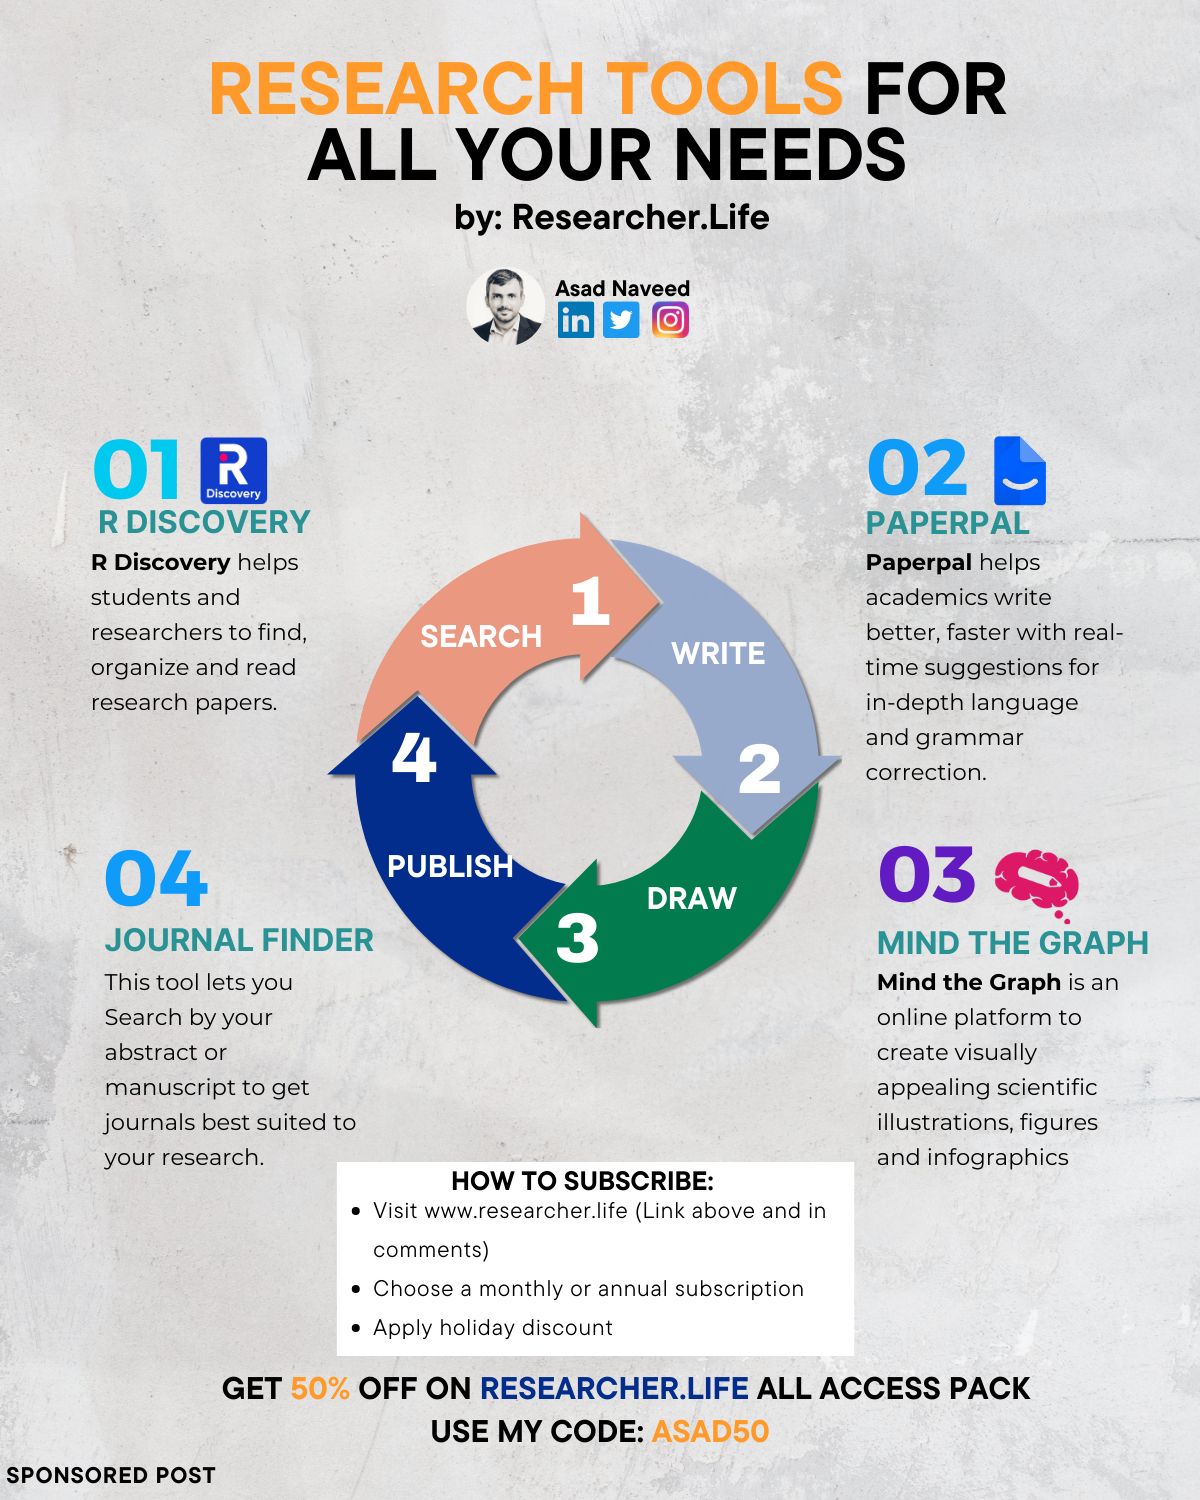 RESEARCH TOOLS FOR
ALL YOUR NEEDS
by: Researcher.Life
Asad Naveed
in
01
R
Discovery
R DISCOVERY
R Discovery helps
students and
researchers to find,
organize and read
research papers.
02
PAPERPAL
Paperpal helps
academics write
better, faster with real-
time suggestions for
in-depth language
and grammar
correction.
1
SEARCH
WRITE
2
4
PUBLISH
DRAW
3
04
JOURNAL FINDER
This tool lets you
Search by your
abstract or
manuscript to get
journals best suited to
your research.
03
MIND THE GRAPH
Mind the Graph is an
online platform to
create visually
appealing scientific
illustrations, figures
and infographics
HOW TO SUBSCRIBE:
• Visit www.researcher.life (Link above and in
comments)
• Choose a monthly or annual subscription
• Apply holiday discount
GET 50% OFF ON RESEARCHER.LIFE ALL ACCESS PACK
USE MY CODE: ASAD50
SPONSORED POST